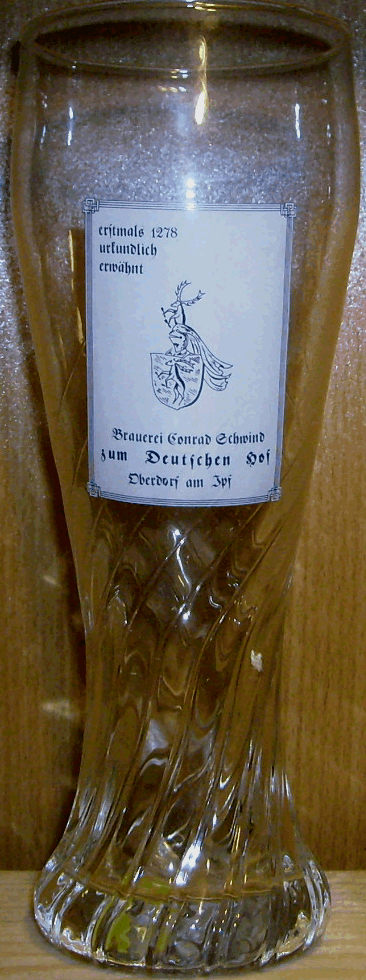 erstmals 1278
urkundlich
erwähnt
Brauerei Conrad Schwind
zum Deutschen Hof
Oberdorf am Ipf